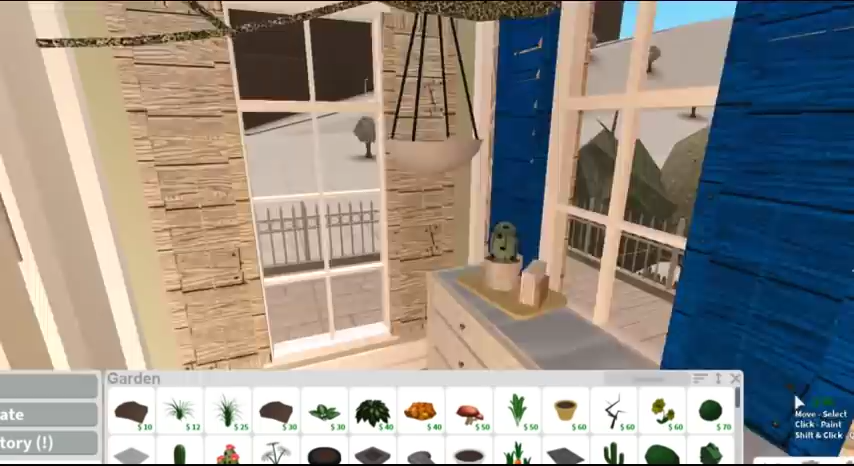 Garden
ate
tory (!)
$10
$12
$25
$30
$30
$40
$40
$50
$50
$60
$60
$60
$70
Move - Select
Click - Paint
Shift & Click